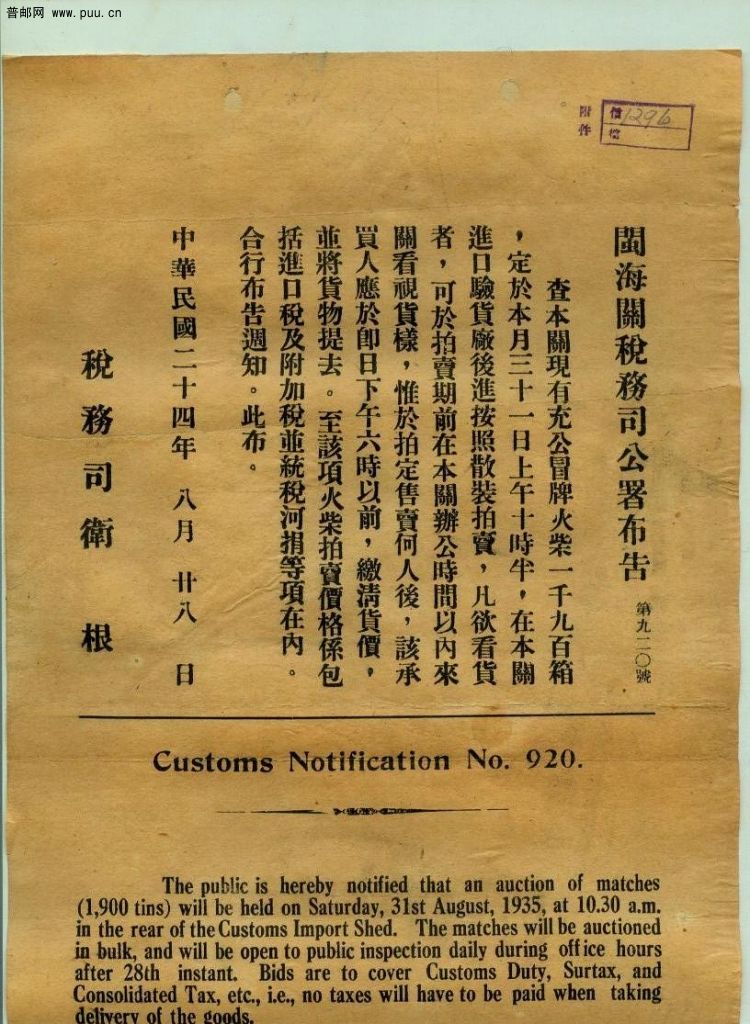 普邮网 www.puu.cn
附件
信 1296
檔
閩海關稅務司公署布告 第九二〇號
查本關現有充公冒牌火柴一千九百箱
，定於本月三十一日上午十時半，在本關
進口驗貨廠後進按照散裝拍賣，凡欲看貨
者，可於拍賣期前在本關辦公時間以內來
關看視貨樣，惟於拍定售賣何人後，該承
買人應於卽日下午六時以前，繳清貨價，
並將貨物提去。至該項火柴拍賣價格係包
括進口稅及附加稅並統稅河捐等項在內。
合行布告週知。此布。
中華民國二十四年八月廿八日
稅務司衛根
Customs Notification No. 920.
The public is hereby notified that an auction of matches
(1,900 tins) will be held on Saturday, 31st August, 1935, at 10.30 a.m.
in the rear of the Customs Import Shed. The matches will be auctioned
in bulk, and will be open to public inspection daily during office hours
after 28th instant. Bids are to cover Customs Duty, Surtax, and
Consolidated Tax, etc., i.e., no taxes will have to be paid when taking
delivery of the goods.